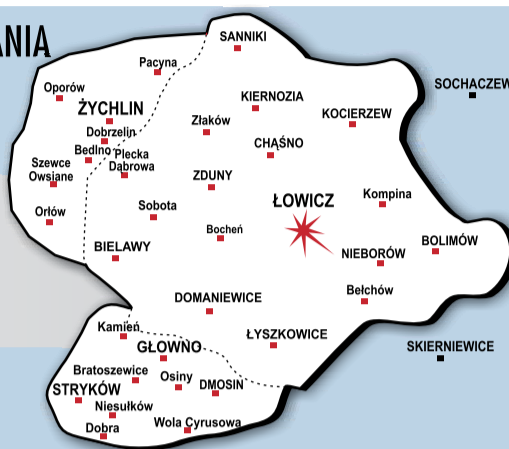 ANIA
SANNIKI
Pacyna
Oporów
SOCHACZEW
KIERNOZIA
ŻYCHLIN
KOCIERZEW
Złaków
Dobrzelin
CHĄŚNO
Bedlno
Plecka
Dąbrowa
Szewce
Owsiane
ZDUNY
Kompina
ŁOWICZ
Sobota
Orłów
Bocheń
BOLIMÓW
BIELAWY
NIEBORÓW
Bełchów
DOMANIEWICE
Kamień
ŁYSZKOWICE
GŁOWNO
SKIERNIEWICE
Bratoszewice
Osiny
DMOSIN
STRYKÓW
Niesułków
Wola Cyrusowa
Dobra